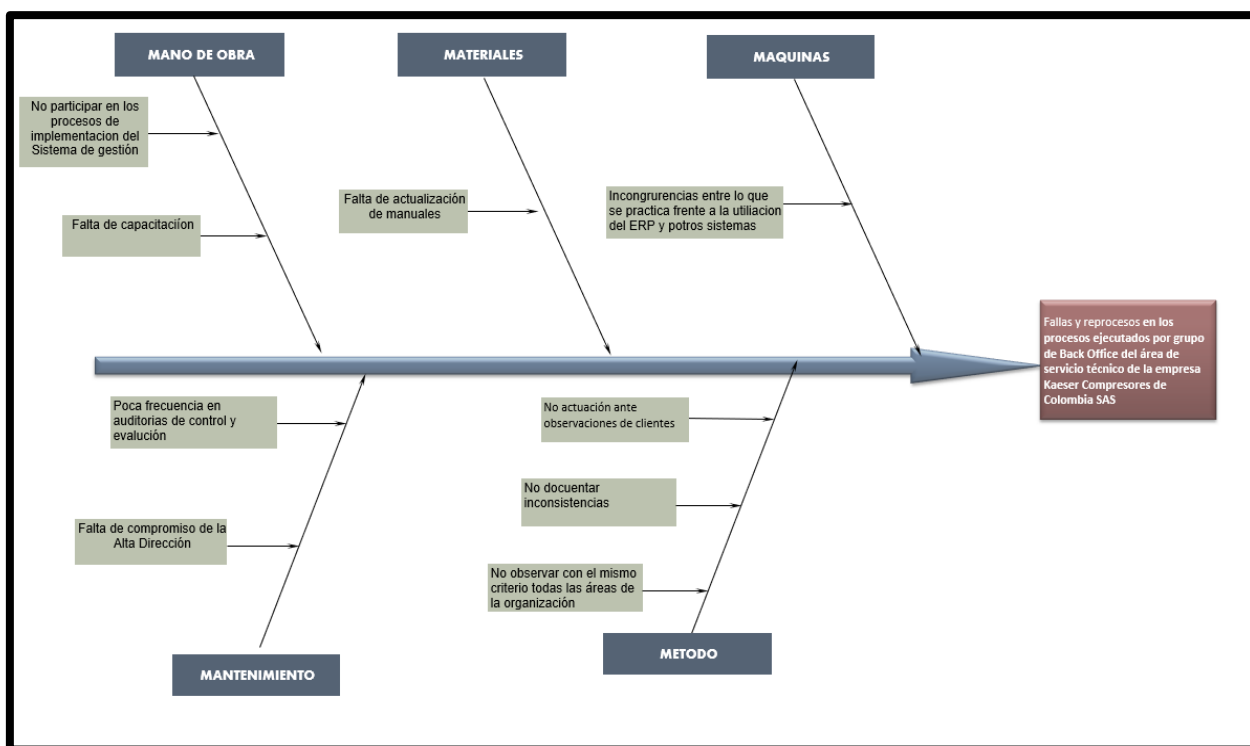 MANO DE OBRA
MATERIALES
MAQUINAS
No participar en los
procesos de
implementacion del
Sistema de gestión
Falta de capacitaciíon
Falta de actualización
de manuales
Incongrurencias entre lo que
se practica frente a la utiliacion
del ERP y potros sistemas
Fallas y reprocesos en los
procesos ejecutados por grupo
de Back Office del área de
servicio técnico de la empresa
Kaeser Compresores de
Colombia SAS
Poca frecuencia en
auditorias de control y
evalución
Falta de compromiso de la
Alta Dirección
No actuación ante
observaciones de clientes
No docuentar
inconsistencias
No observar con el mismo
criterio todas las áreas de
la organización
MANTENIMIENTO
METODO